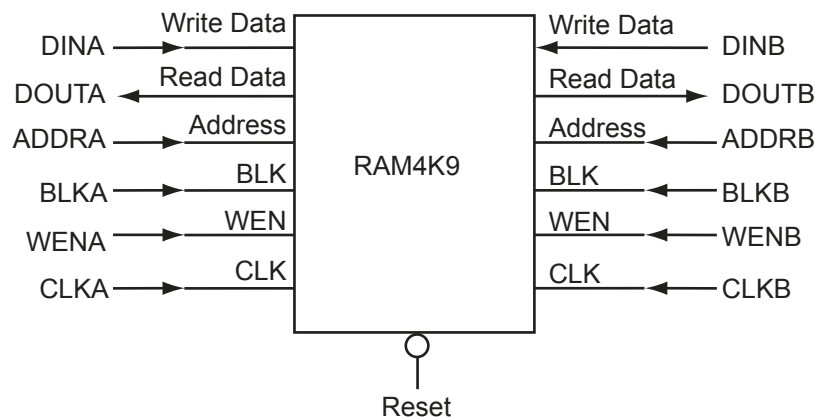 Write Data
Write Data
DINA
DINB
Read Data
Read Data
DOUTA
DOUTB
Address
Address
ADDRA
ADDRB
RAM4K9
BLK
BLK
BLKA
BLKB
WEN
WEN
WENA
WENB
CLK
CLK
CLKA
CLKB
Reset